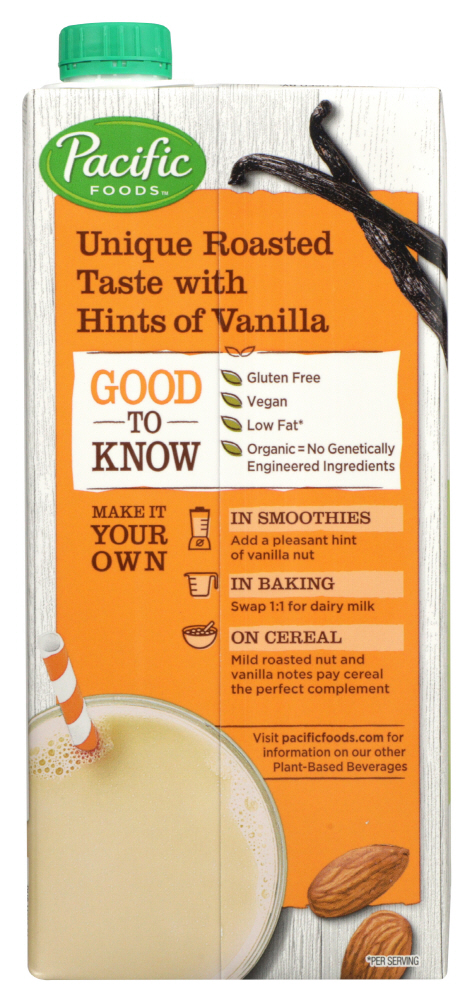 Pacific
FOODS™
Unique Roasted
Taste with
Hints of Vanilla
GOOD
TO
KNOW
Gluten Free
Vegan
Low Fat*
Organic = No Genetically
Engineered Ingredients
MAKE IT
YOUR
OWN
IN SMOOTHIES
Add a pleasant hint
of vanilla nut
IN BAKING
Swap 1:1 for dairy milk
ON CEREAL
Mild roasted nut and
vanilla notes pay cereal
the perfect complement
Visit pacificfoods.com for
information on our other
Plant-Based Beverages
*PER SERVING